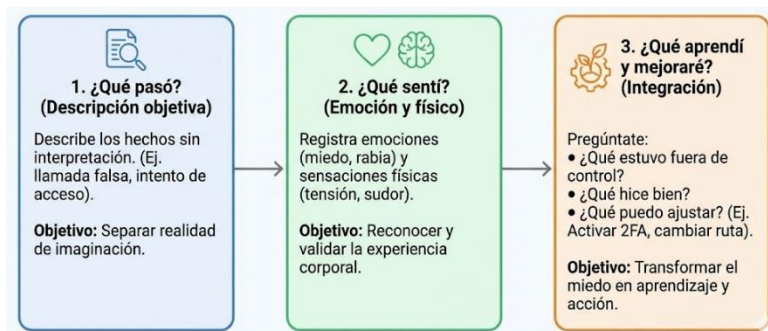 1. ¿Qué pasó?
(Descripción objetiva)
Describe los hechos sin
interpretación. (Ej.
llamada falsa, intento de
acceso).
Objetivo: Separar realidad
de imaginación.
2. ¿Qué sentí?
(Emoción y físico)
Registra emociones
(miedo, rabia) y
sensaciones físicas
(tensión, sudor).
Objetivo: Reconocer y
validar la experiencia
corporal.
3. ¿Qué aprendí
y mejoraré?
(Integración)
Pregúntate:
• ¿Qué estuvo fuera de
control?
• ¿Qué hice bien?
• ¿Qué puedo ajustar? (Ej.
Activar 2FA, cambiar ruta).
Objetivo: Transformar el
miedo en aprendizaje y
acción.